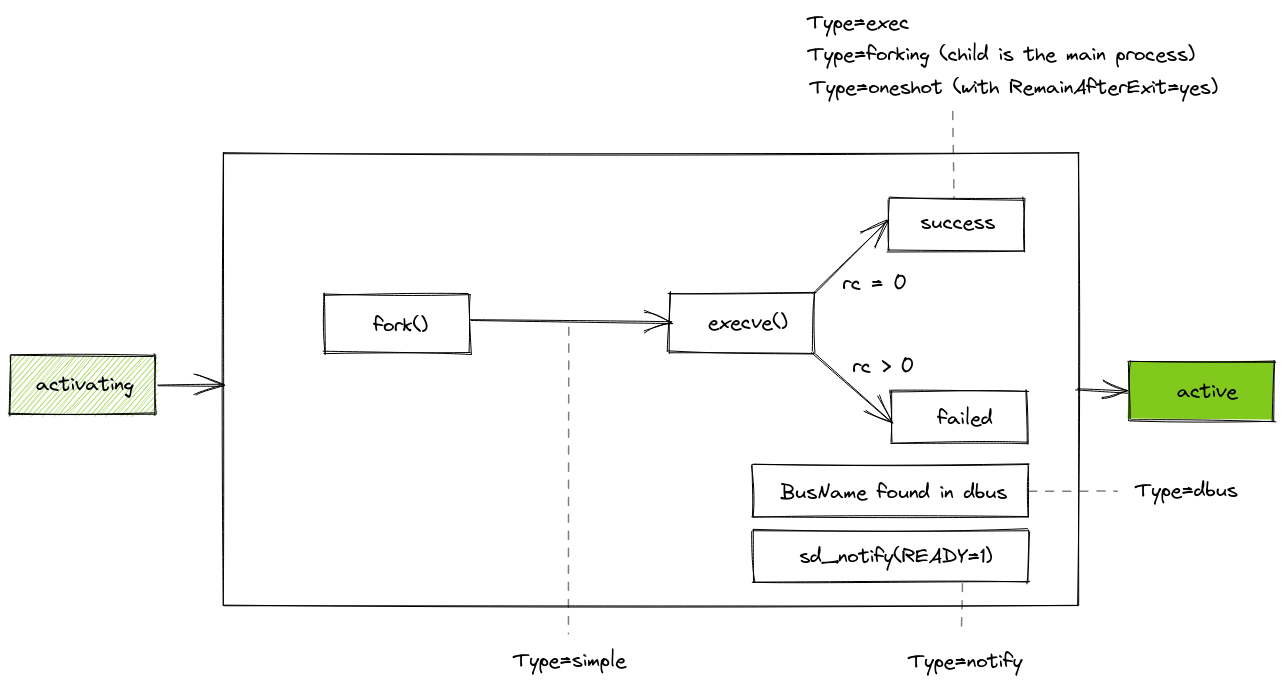 Type=exec
Type=forking (child is the main process)
Type=oneshot (with RemainAfterExit=yes)
success
rc = 0
fork()
execve()
rc > 0
activating
active
failed
BusName found in dbus
Type=dbus
sd_notify(READY=1)
Type=simple
Type=notify